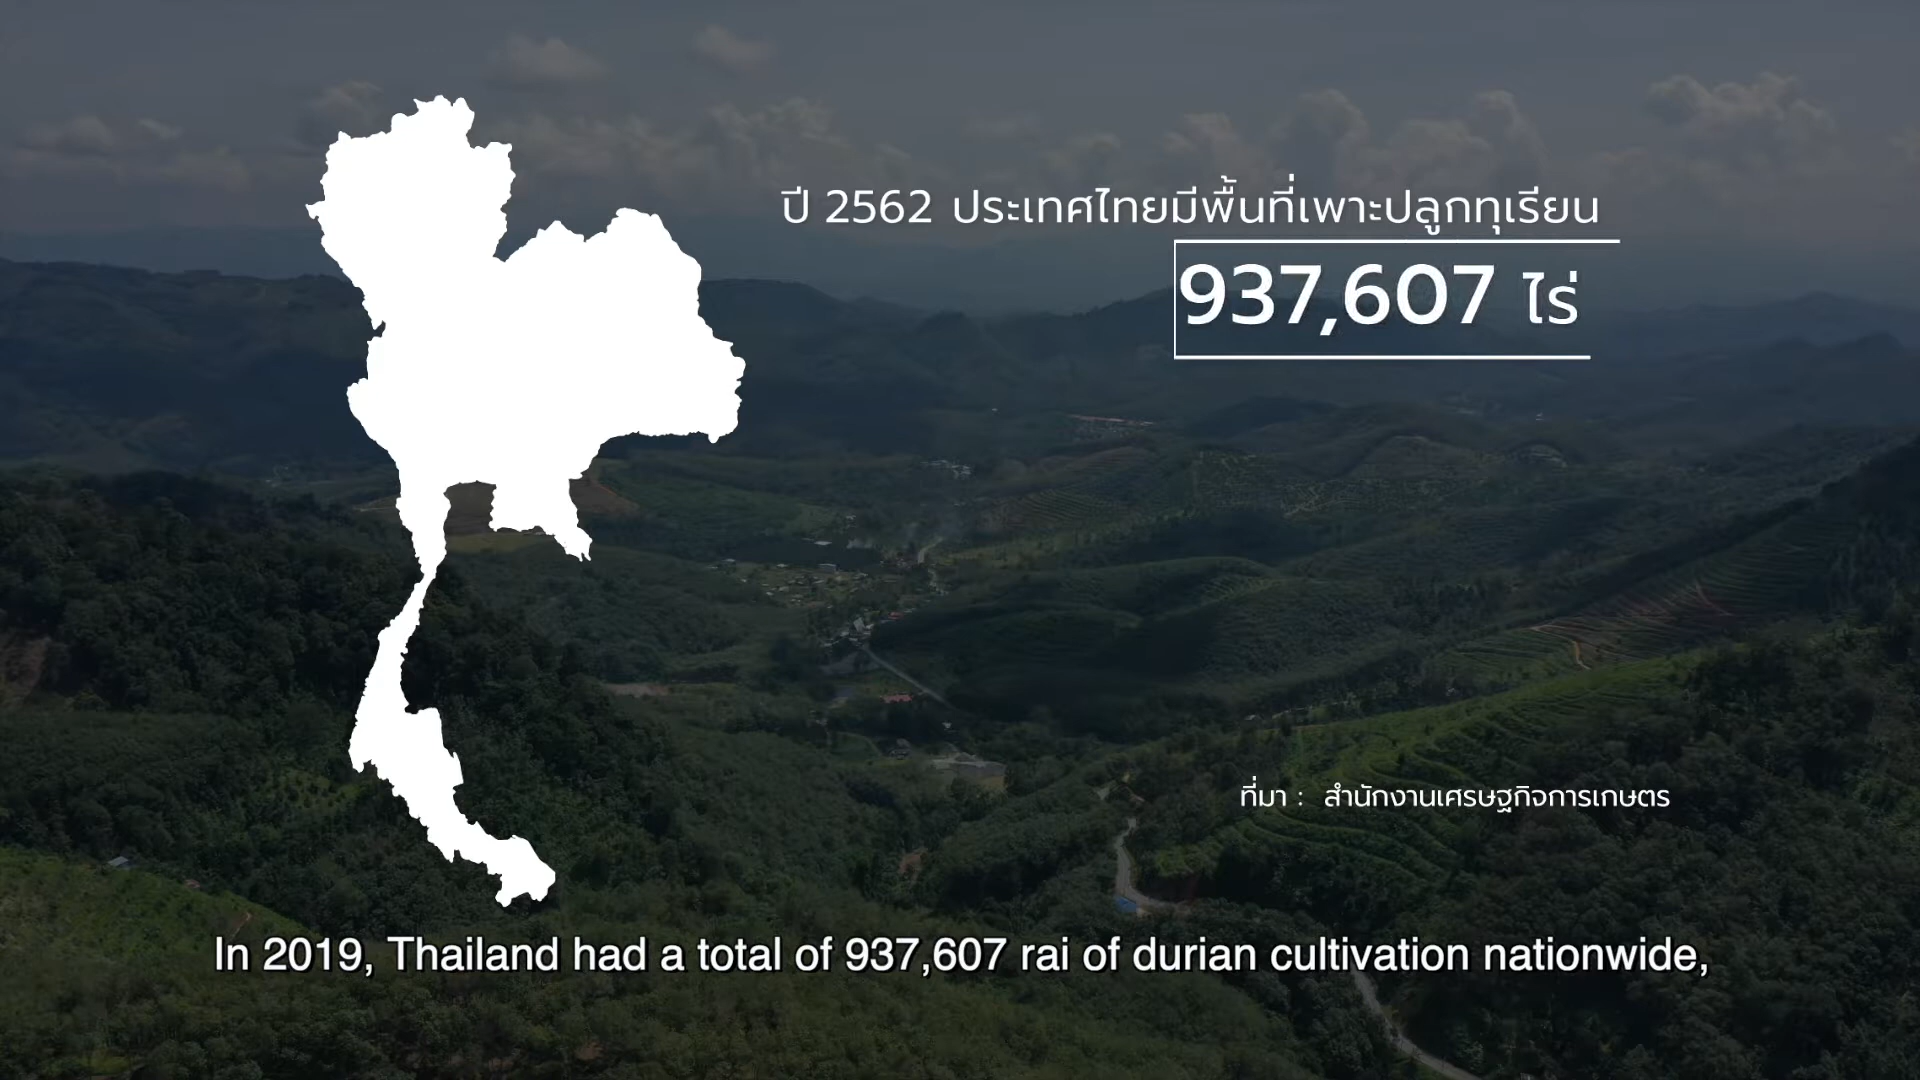 ปี 2562 ประเทศไทยมีพื้นที่เพาะปลูกทุเรียน
937,607 ไร่
ที่มา : สำนักงานเศรษฐกิจการเกษตร
In 2019, Thailand had a total of 937,607 rai of durian cultivation nationwide,